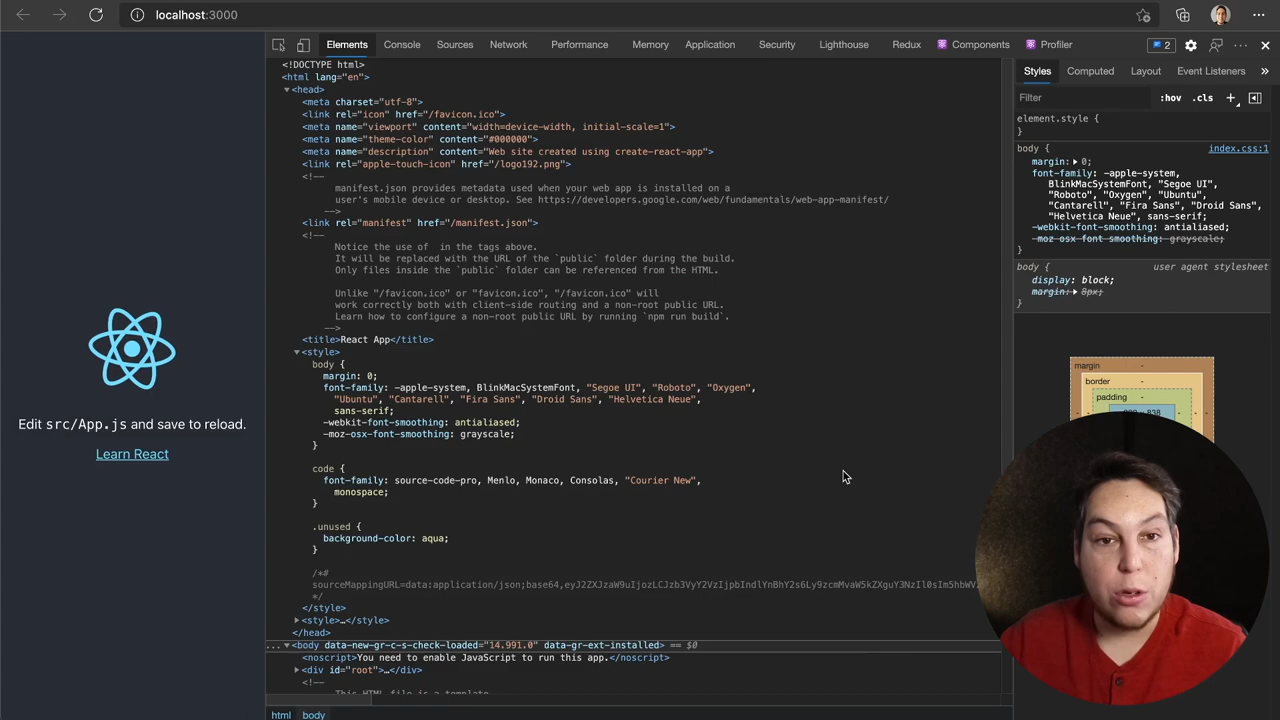 localhost:3000
Elements Console Sources Network Performance Memory Application Security Lighthouse Redux Components Profiler 2
<!DOCTYPE html>
<html lang="en">
<head>
<meta charset="utf-8">
<link rel="icon" href="/favicon.ico">
<meta name="viewport" content="width=device-width, initial-scale=1">
<meta name="theme-color" content="#000000">
<meta name="description" content="Web site created using create-react-app">
<link rel="apple-touch-icon" href="/logo192.png">
<!--
manifest.json provides metadata used when your web app is installed on a
user's mobile device or desktop. See https://developers.google.com/web/fundamentals/web-app-manifest/
-->
<link rel="manifest" href="/manifest.json">
<!--
Notice the use of  in the tags above.
It will be replaced with the URL of the `public` folder during the build.
Only files inside the `public` folder can be referenced from the HTML.
Unlike "/favicon.ico" or "favicon.ico", "/favicon.ico" will
work correctly both with client-side routing and a non-root public URL.
Learn how to configure a non-root public URL by running `npm run build`.
-->
<title>React App</title>
<style>
body {
margin: 0;
font-family: -apple-system, BlinkMacSystemFont, "Segoe UI", "Roboto", "Oxygen",
"Ubuntu", "Cantarell", "Fira Sans", "Droid Sans", "Helvetica Neue",
sans-serif;
-webkit-font-smoothing: antialiased;
-moz-osx-font-smoothing: grayscale;
}
code {
font-family: source-code-pro, Menlo, Monaco, Consolas, "Courier New",
monospace;
}
.unused {
background-color: aqua;
}
/*#
sourceMappingURL=data:application/json;base64,
*/
</style>
<style>…</style>
</head>
... <body data-new-gr-c-s-check-loaded="14.991.0" data-gr-ext-installed> == $0
<noscript>You need to enable JavaScript to run this app.</noscript>
<div id="root">…</div>
<!--
This HTML file is a template
html body
Edit src/App.js and save to reload.
Learn React
Styles Computed Layout Event Listeners »
Filter :hov .cls +
element.style {
}
body { index.css:1
margin: 0;
font-family: -apple-system,
BlinkMacSystemFont, "Segoe UI",
"Roboto", "Oxygen", "Ubuntu",
"Cantarell", "Fira Sans", "Droid Sans",
"Helvetica Neue", sans-serif;
-webkit-font-smoothing: antialiased;
-moz-osx-font-smoothing: grayscale;
}
body { user agent stylesheet
display: block;
margin: 8px;
}
margin -
border -
padding -